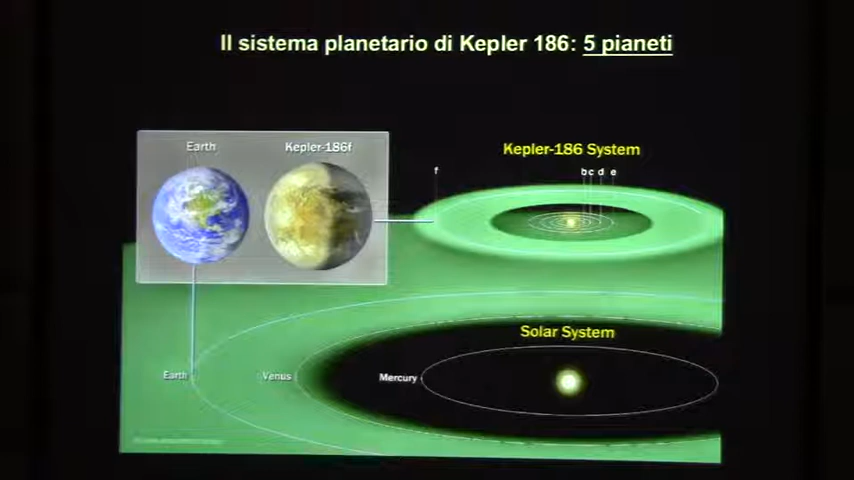 Il sistema planetario di Kepler 186: 5 pianeti
Earth
Kepler-186f
Kepler-186 System
f
b c d e
Solar System
Earth
Venus
Mercury